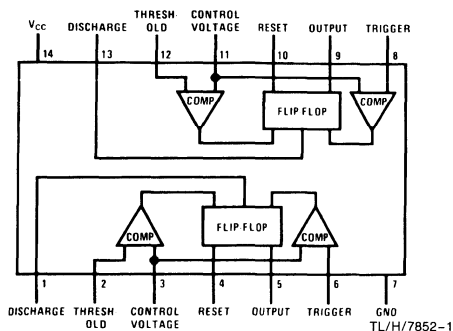 THRESH- CONTROL
VCC DISCHARGE OLD VOLTAGE RESET OUTPUT TRIGGER
14 13 12 11 10 9 8
COMP FLIP FLOP COMP
FLIP-FLOP
COMP COMP
1 2 3 4 5 6 7
DISCHARGE THRESH- CONTROL RESET OUTPUT TRIGGER GND
OLD VOLTAGE
TL/H/7852-1